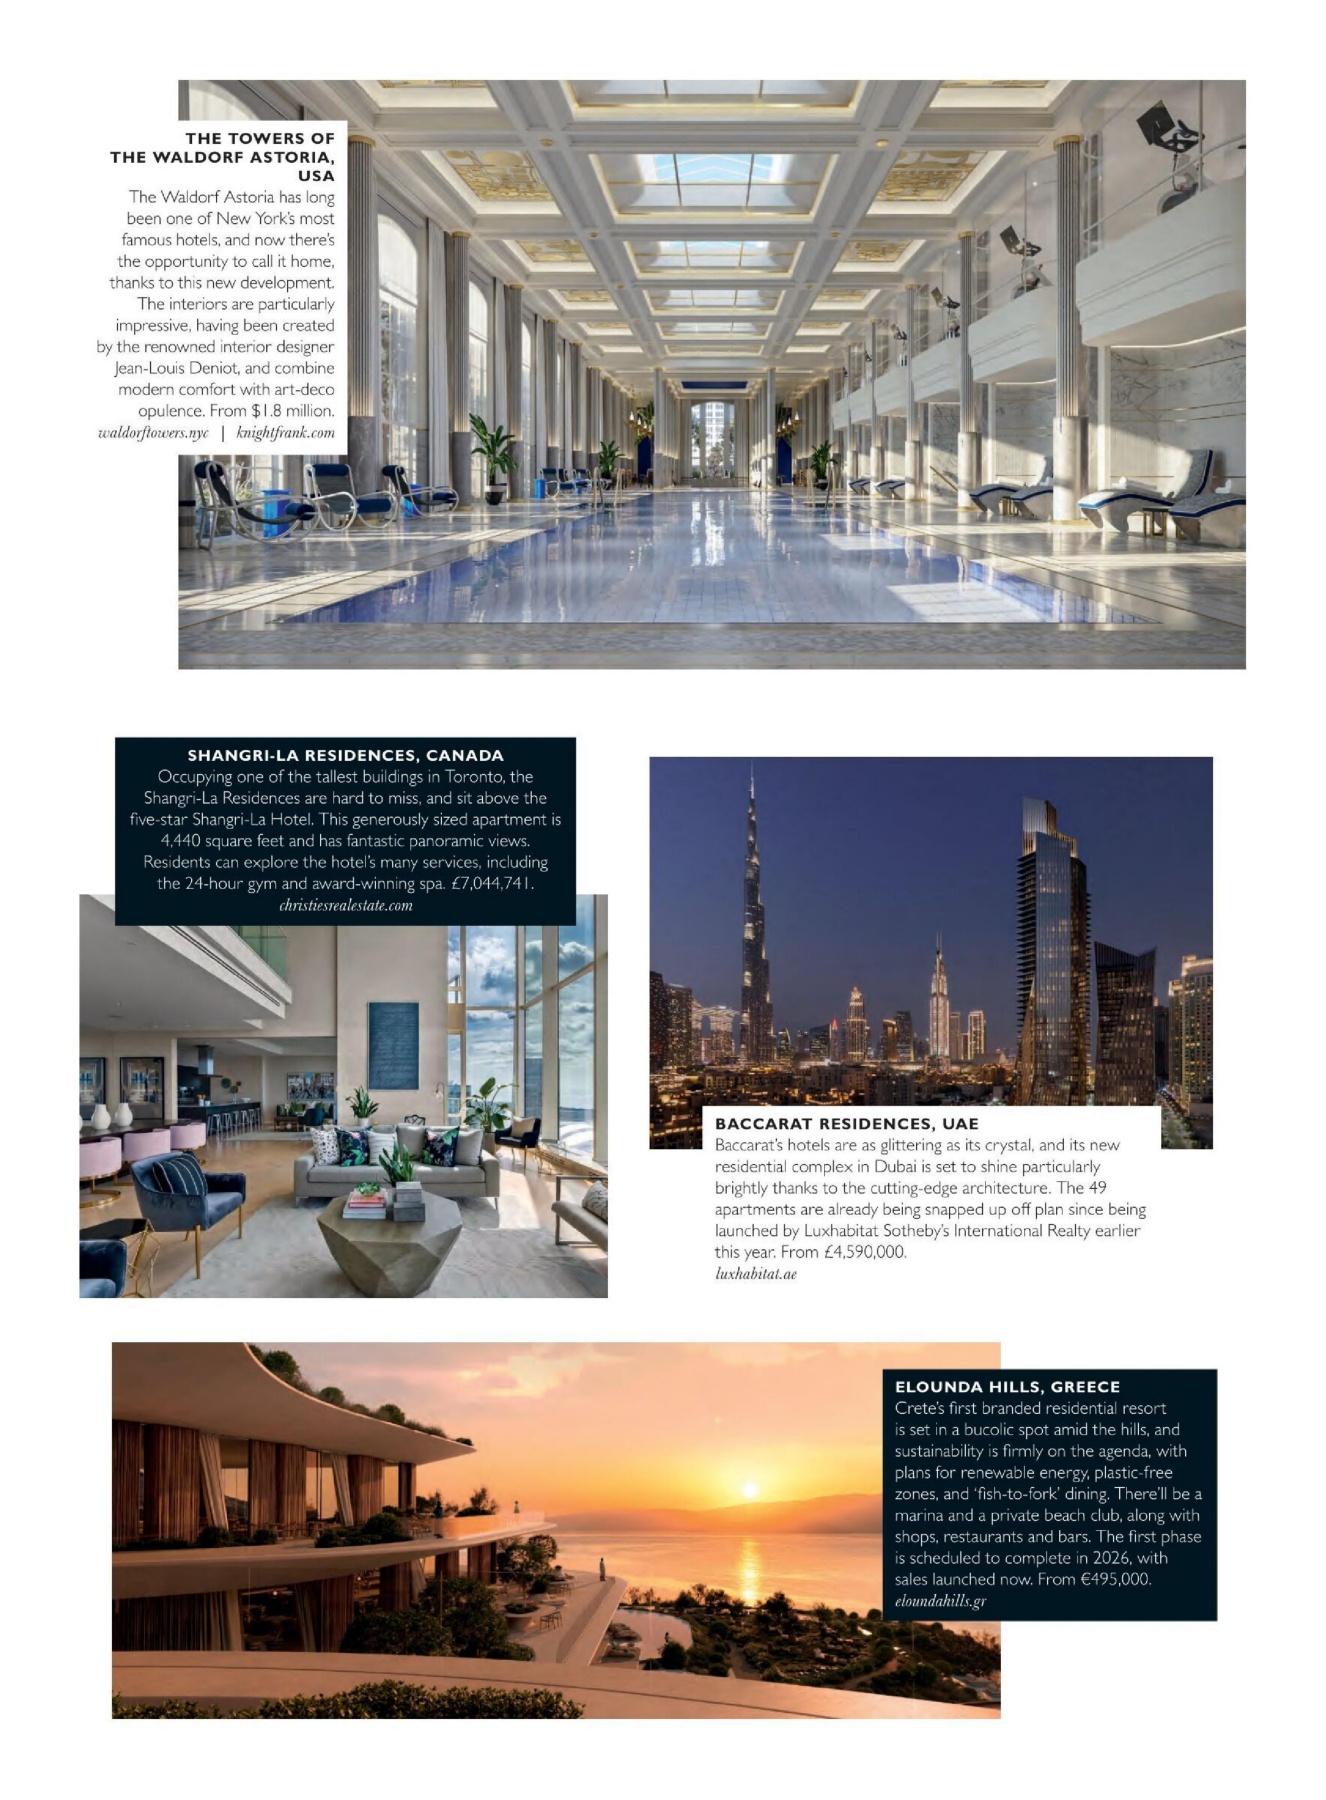 THE TOWERS OF
THE WALDORF ASTORIA,
USA
The Waldorf Astoria has long
been one of New York's most
famous hotels, and now there's
the opportunity to call it home,
thanks to this new development.
The interiors are particularly
impressive, having been created
by the renowned interior designer
Jean-Louis Deniot, and combine
modern comfort with art-deco
opulence. From $1.8 million.
waldorftowers.nyc | knightfrank.com
SHANGRI-LA RESIDENCES, CANADA
Occupying one of the tallest buildings in Toronto, the
Shangri-La Residences are hard to miss, and sit above the
five-star Shangri-La Hotel. This generously sized apartment is
4,440 square feet and has fantastic panoramic views.
Residents can explore the hotel's many services, including
the 24-hour gym and award-winning spa. £7,044,741.
christiesrealestate.com
BACCARAT RESIDENCES, UAE
Baccarat's hotels are as glittering as its crystal, and its new
residential complex in Dubai is set to shine particularly
brightly thanks to the cutting-edge architecture. The 49
apartments are already being snapped up off plan since being
launched by Luxhabitat Sotheby's International Realty earlier
this year. From £4,590,000.
luxhabitat.ae
ELOUNDA HILLS, GREECE
Crete's first branded residential resort
is set in a bucolic spot amid the hills, and
sustainability is firmly on the agenda, with
plans for renewable energy, plastic-free
zones, and 'fish-to-fork' dining. There'll be a
marina and a private beach club, along with
shops, restaurants and bars. The first phase
is scheduled to complete in 2026, with
sales launched now. From €495,000.
eloundahills.gr